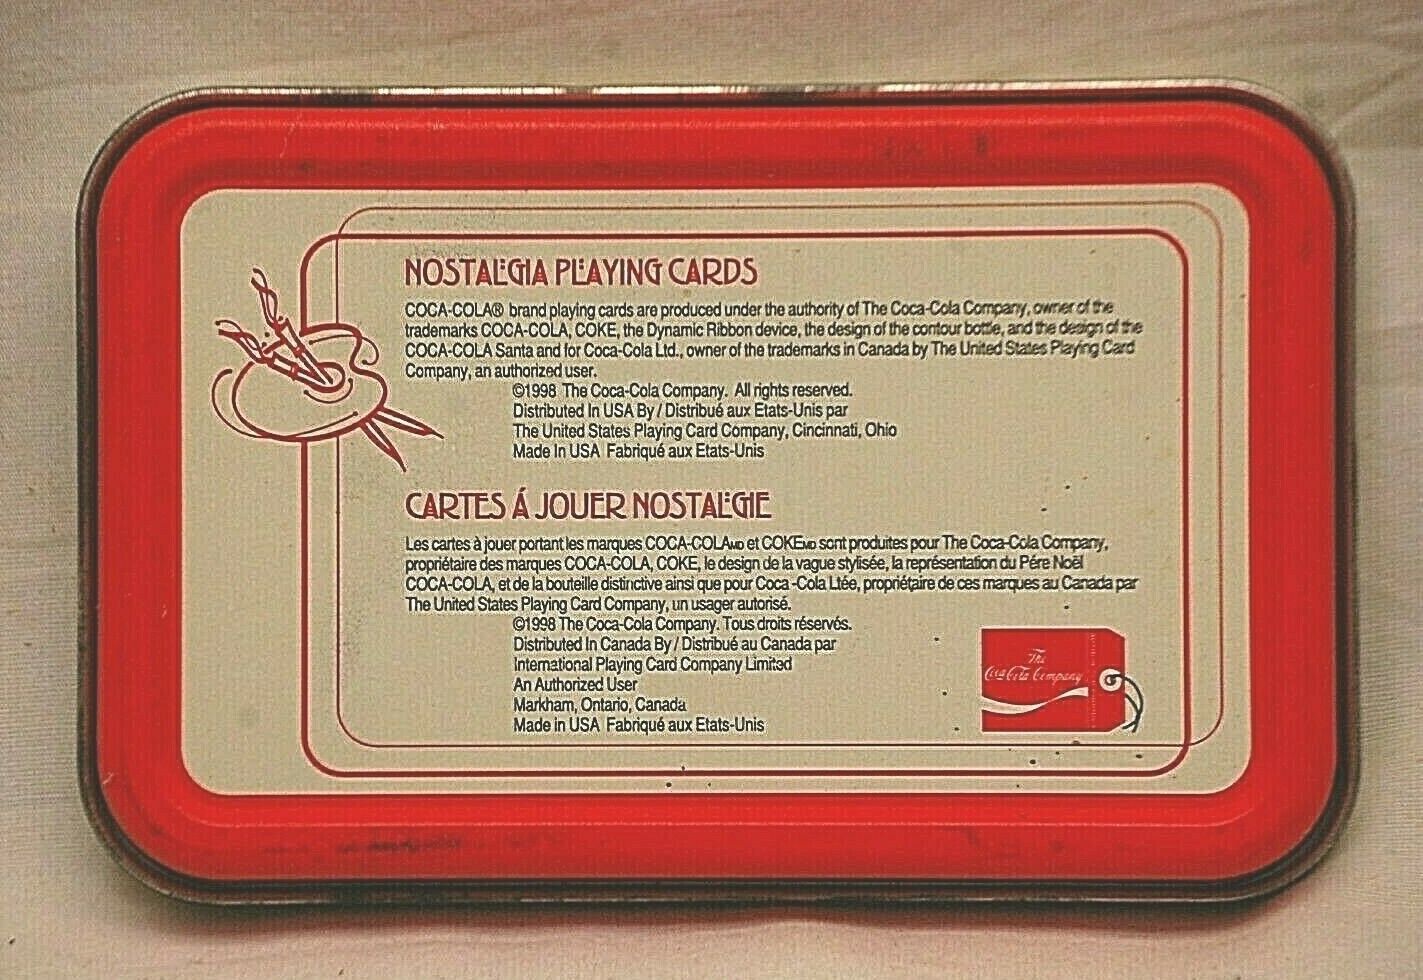 NOSTALGIA PLAYING CARDS
COCA-COLA® brand playing cards are produced under the authority of The Coca-Cola Company, owner of the
trademarks COCA-COLA, COKE, the Dynamic Ribbon device, the design of the contour bottle, and the design of the
COCA-COLA Santa and for Coca-Cola Ltd., owner of the trademarks in Canada by The United States Playing Card
Company, an authorized user.
©1998 The Coca-Cola Company. All rights reserved.
Distributed In USA By / Distribué aux Etats-Unis par
The United States Playing Card Company, Cincinnati, Ohio
Made In USA Fabriqué aux Etats-Unis
CARTES Á JOUER NOSTALGIE
Les cartes à jouer portant les marques COCA-COLAMD et COKEMD sont produites pour The Coca-Cola Company,
propriétaire des marques COCA-COLA, COKE, le design de la vague stylisée, la représentation du Pére Noël
COCA-COLA, et de la bouteille distinctive ainsi que pour Coca-Cola Ltée, propriétaire de ces marques au Canada par
The United States Playing Card Company, un usager autorisé.
©1998 The Coca-Cola Company. Tous droits réservés.
Distributed In Canada By / Distribué au Canada par
International Playing Card Company Limited
An Authorized User
Markham, Ontario, Canada
Made in USA Fabriqué aux Etats-Unis
The
Coca-Cola Company